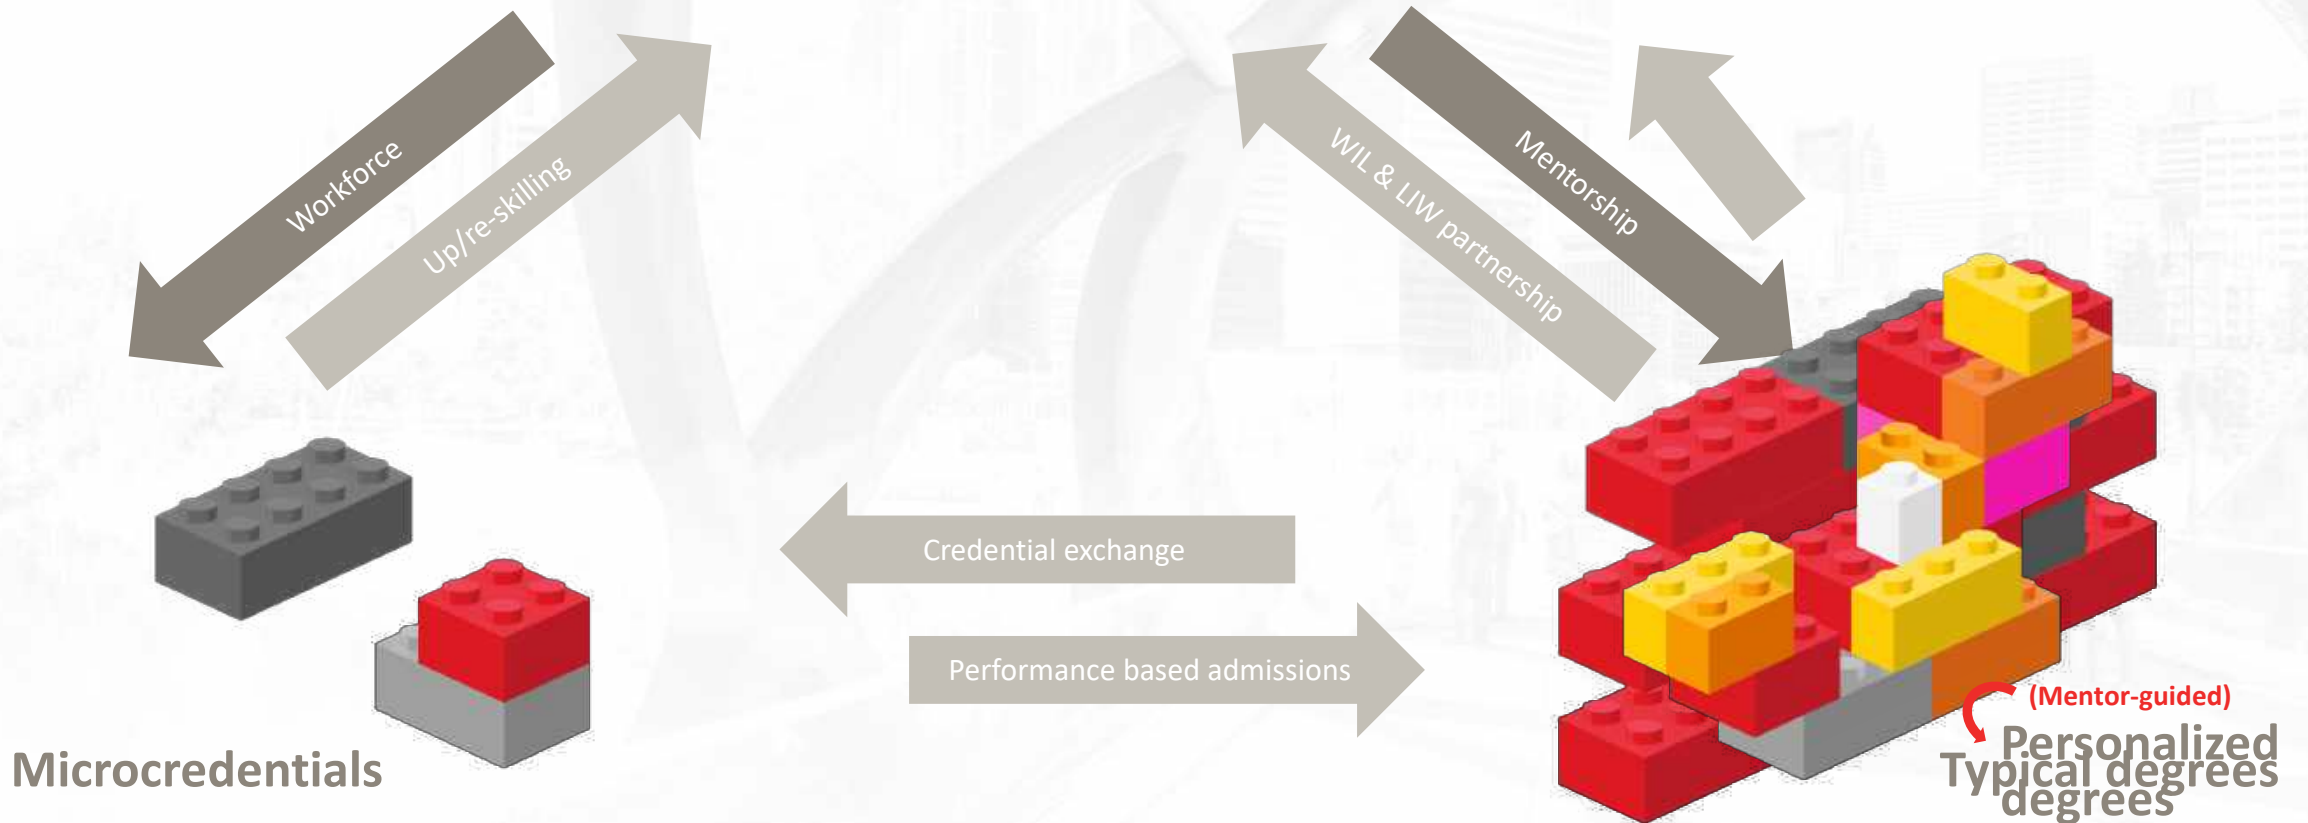 Workforce
Up/re-skilling
WIL & LIW partnership
Mentorship
Credential exchange
Performance based admissions
(Mentor-guided)
Microcredentials
Personalized
Typical degrees
degrees